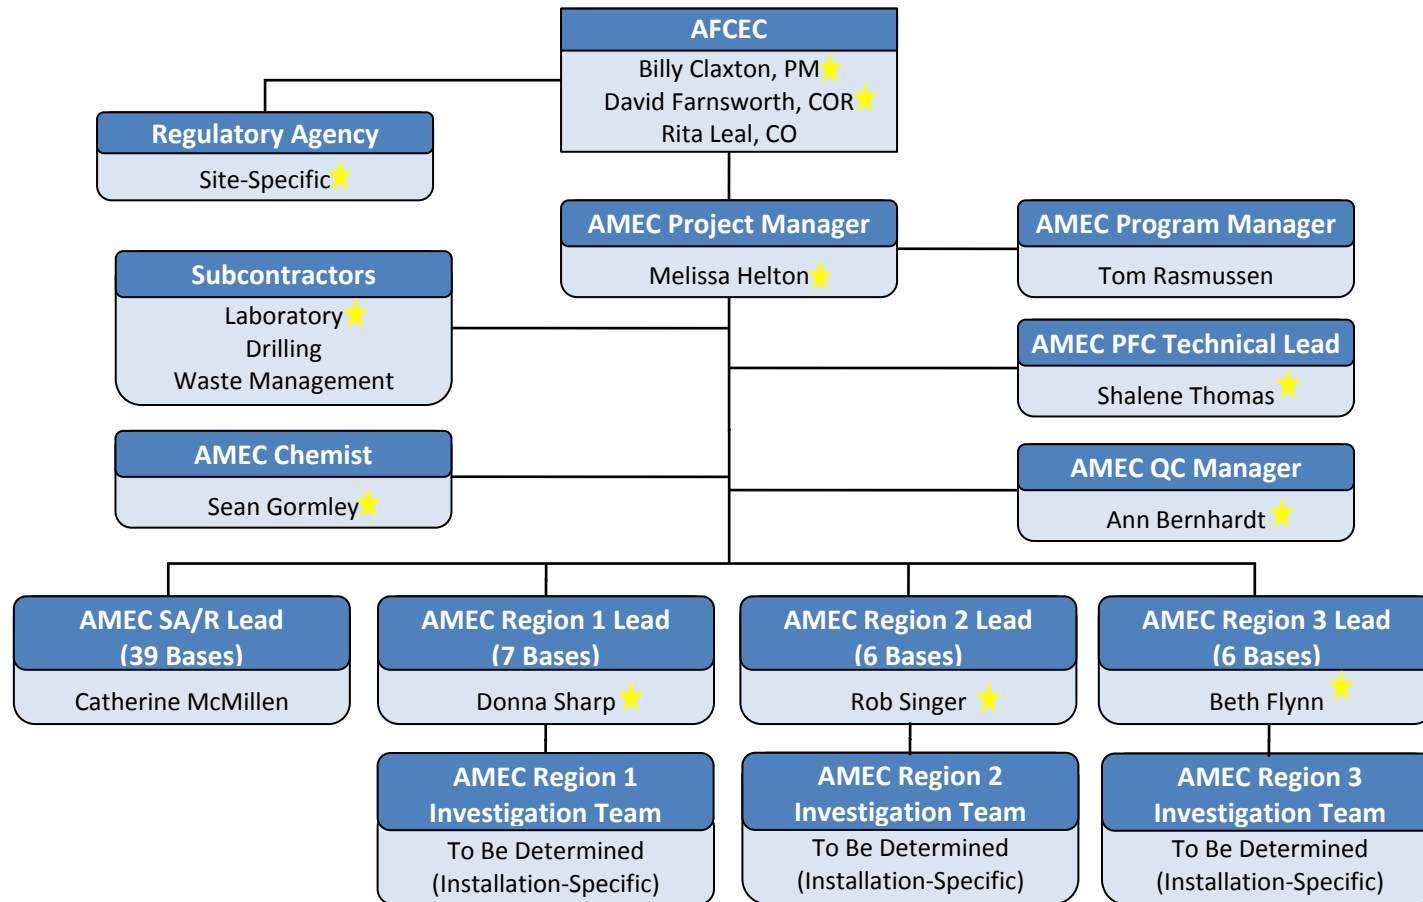 AFCEC
Billy Claxton, PM
David Farnsworth, COR
Rita Leal, CO
Regulatory Agency
Site-Specific
AMEC Project Manager
Melissa Helton
AMEC Program Manager
Tom Rasmussen
Subcontractors
Laboratory
Drilling
Waste Management
AMEC PFC Technical Lead
Shalene Thomas
AMEC Chemist
Sean Gormley
AMEC QC Manager
Ann Bernhardt
AMEC SA/R Lead
(39 Bases)
Catherine McMillen
AMEC Region 1 Lead
(7 Bases)
Donna Sharp
AMEC Region 2 Lead
(6 Bases)
Rob Singer
AMEC Region 3 Lead
(6 Bases)
Beth Flynn
AMEC Region 1
Investigation Team
To Be Determined
(Installation-Specific)
AMEC Region 2
Investigation Team
To Be Determined
(Installation-Specific)
AMEC Region 3
Investigation Team
To Be Determined
(Installation-Specific)